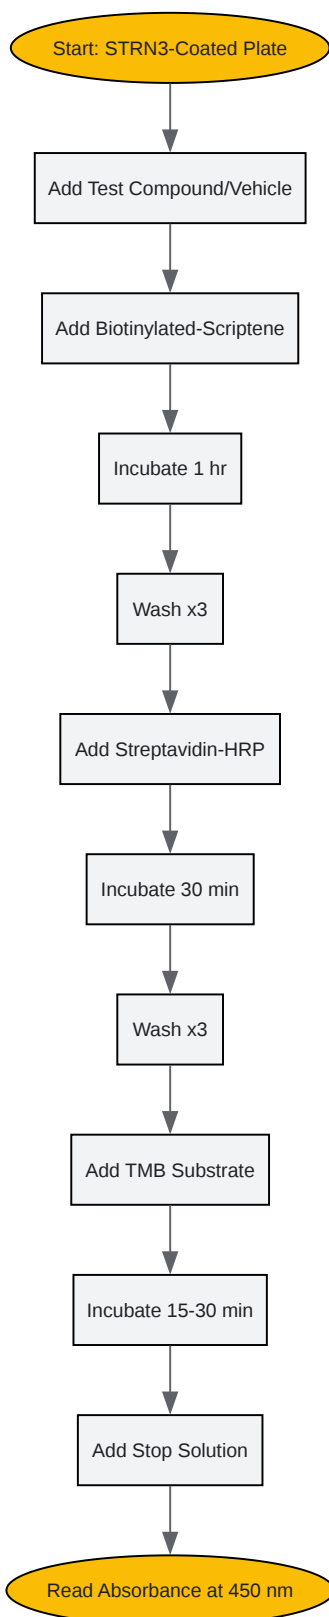 Start: STRN3-Coated Plate
Add Test Compound/Vehicle
Add Biotinylated-Scriptene
Incubate 1 hr
Wash x3
Add Streptavidin-HRP
Incubate 30 min
Wash x3
Add TMB Substrate
Incubate 15-30 min
Add Stop Solution
Read Absorbance at 450 nm